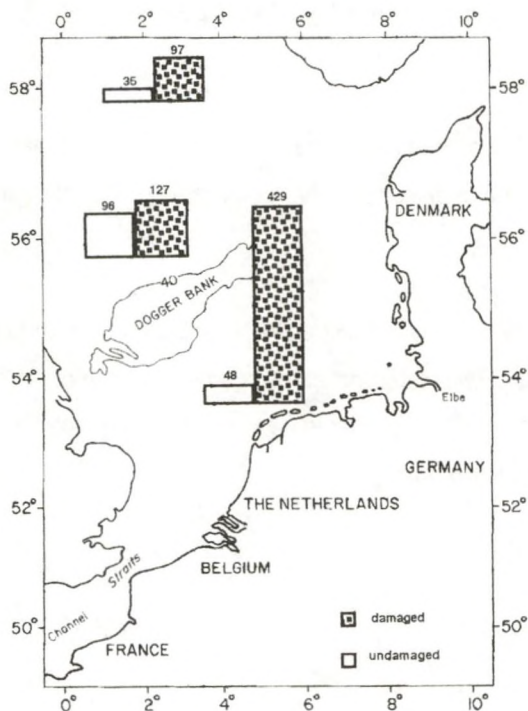 0° 2° 4° 6° 8° 10°
97
58° 35 58°
127
96 429
DENMARK
56° 56°
40
DOGGER BANK
54° 48 54°
Elbe
GERMANY
52° THE NETHERLANDS 52°
Straits
BELGIUM
Channel
50° damaged 50°
FRANCE
undamaged
0° 2° 4° 6° 8° 10°